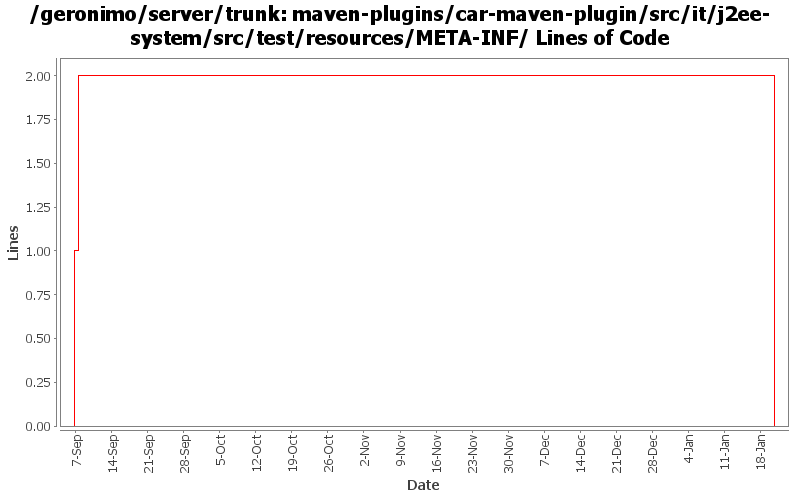 /geronimo/server/trunk: maven-plugins/car-maven-plugin/src/it/j2ee-
system/src/test/resources/META-INF/ Lines of Code
2.00
1.75
1.50
1.25
1.00
0.75
0.50
0.25
0.00
Lines
7-Sep
14-Sep
21-Sep
28-Sep
5-Oct
12-Oct
19-Oct
26-Oct
2-Nov
9-Nov
16-Nov
23-Nov
30-Nov
7-Dec
14-Dec
21-Dec
28-Dec
4-Jan
11-Jan
18-Jan
Date